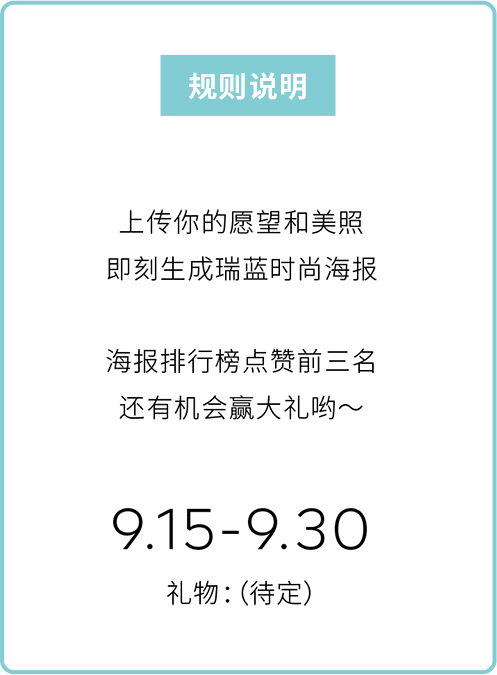 规则说明
上传你的愿望和美照
即刻生成瑞蓝时尚海报
海报排行榜点赞前三名
还有机会赢大礼哟～
9.15-9.30
礼物：（待定）